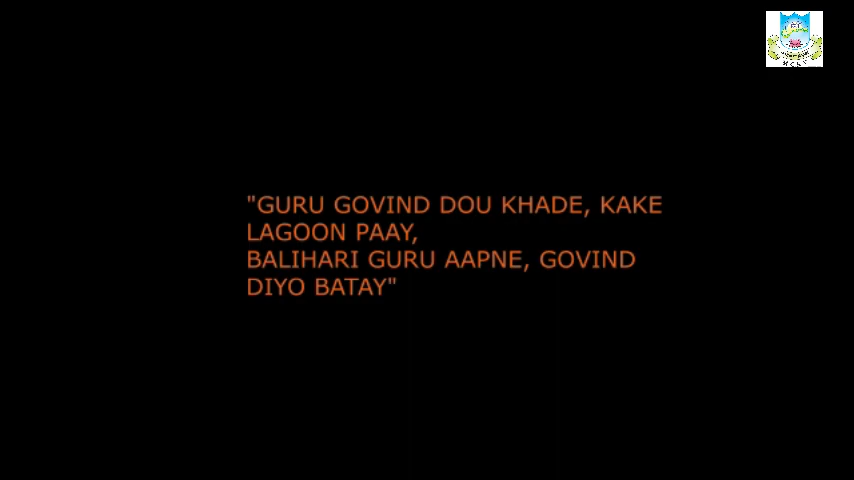 "GURU GOVIND DOU KHADE, KAKE
LAGOON PAAY,
BALIHARI GURU AAPNE, GOVIND
DIYO BATAY"